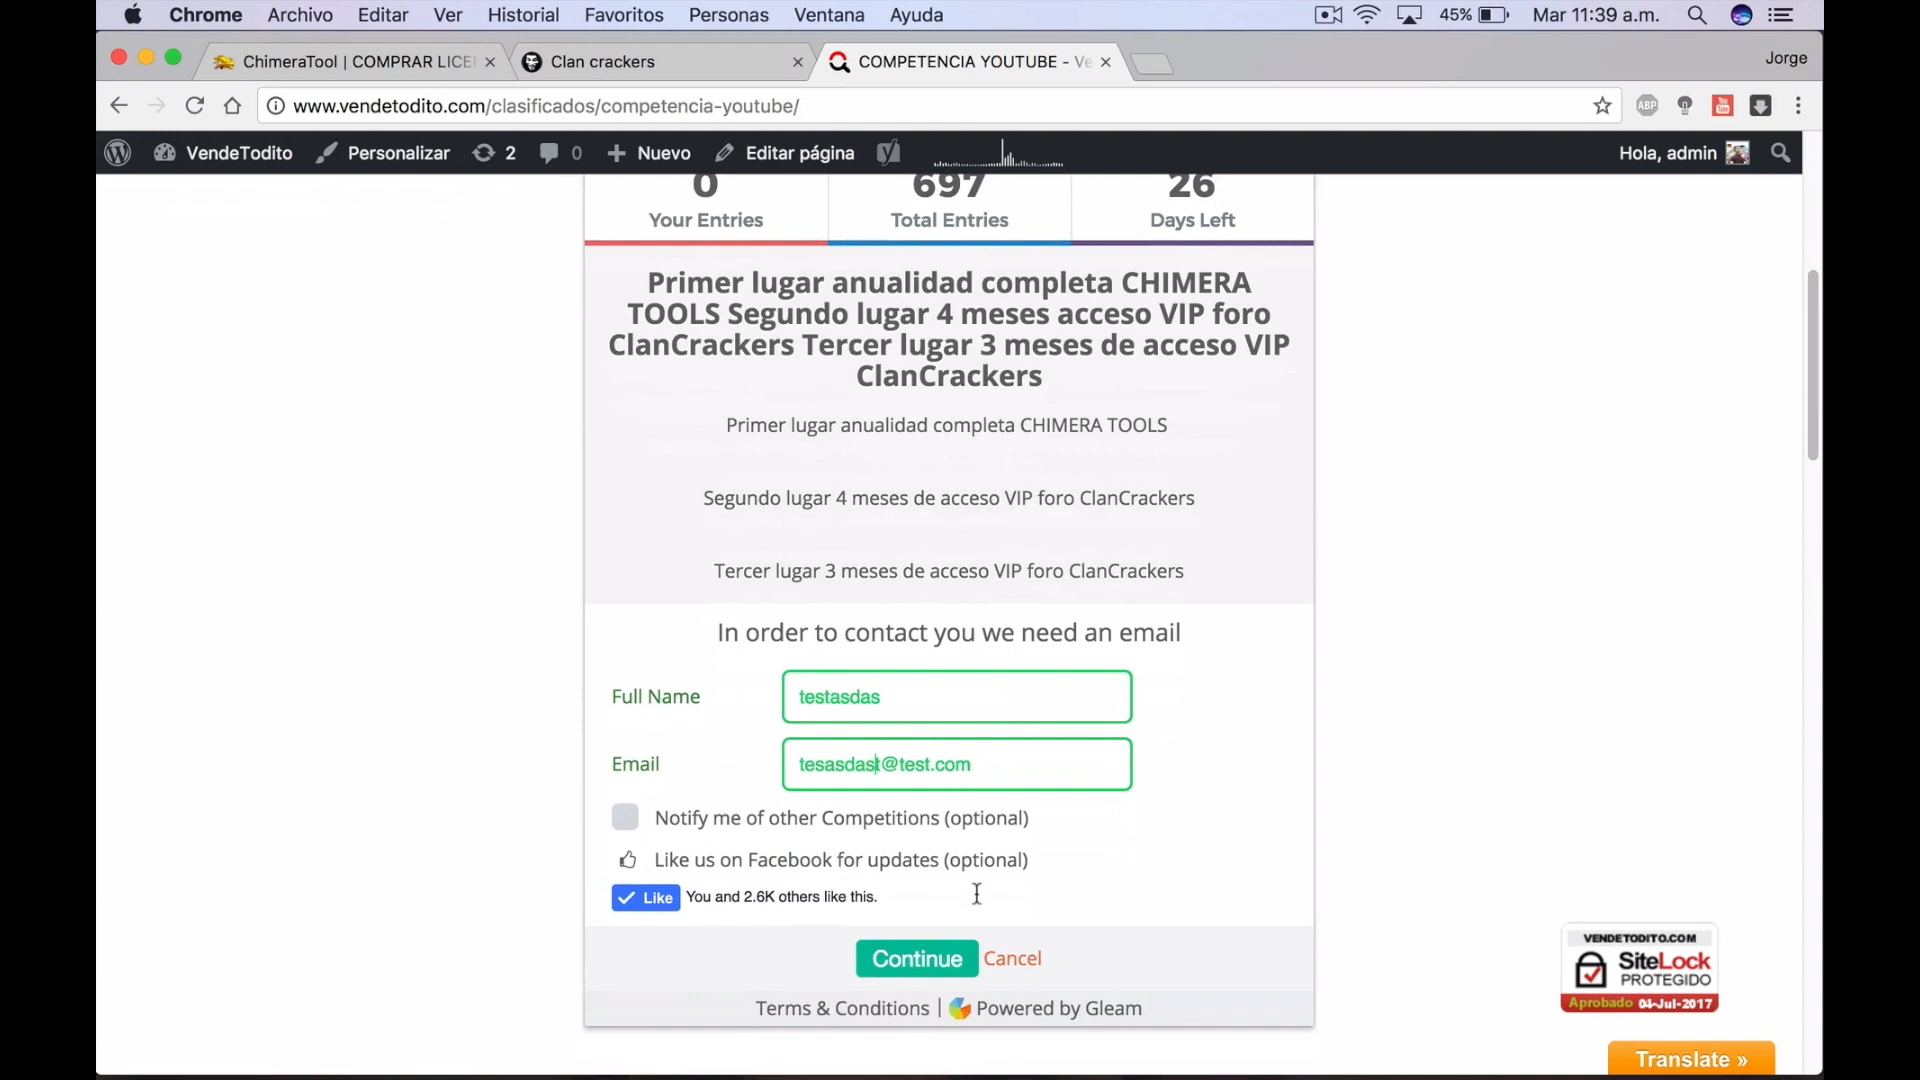 Chrome Archivo Editar Ver Historial Favoritos Personas Ventana Ayuda 45% Mar 11:39 a.m.
ChimeraTool | COMPRAR LICEN Clan crackers COMPETENCIA YOUTUBE - Ve Jorge
www.vendetodito.com/clasificados/competencia-youtube/ ABP
VendeTodito Personalizar 2 0 Nuevo Editar página Hola, admin
0 697 26
Your Entries Total Entries Days Left
Primer lugar anualidad completa CHIMERA
TOOLS Segundo lugar 4 meses acceso VIP foro
ClanCrackers Tercer lugar 3 meses de acceso VIP
ClanCrackers
Primer lugar anualidad completa CHIMERA TOOLS
Segundo lugar 4 meses de acceso VIP foro ClanCrackers
Tercer lugar 3 meses de acceso VIP foro ClanCrackers
In order to contact you we need an email
Full Name testasdas
Email tesasdast@test.com
Notify me of other Competitions (optional)
Like us on Facebook for updates (optional)
Like You and 2.6K others like this.
Continue Cancel
Terms & Conditions | Powered by Gleam
VENDETODITO.COM
SiteLock
PROTEGIDO
Aprobado 04-Jul-2017
Translate »